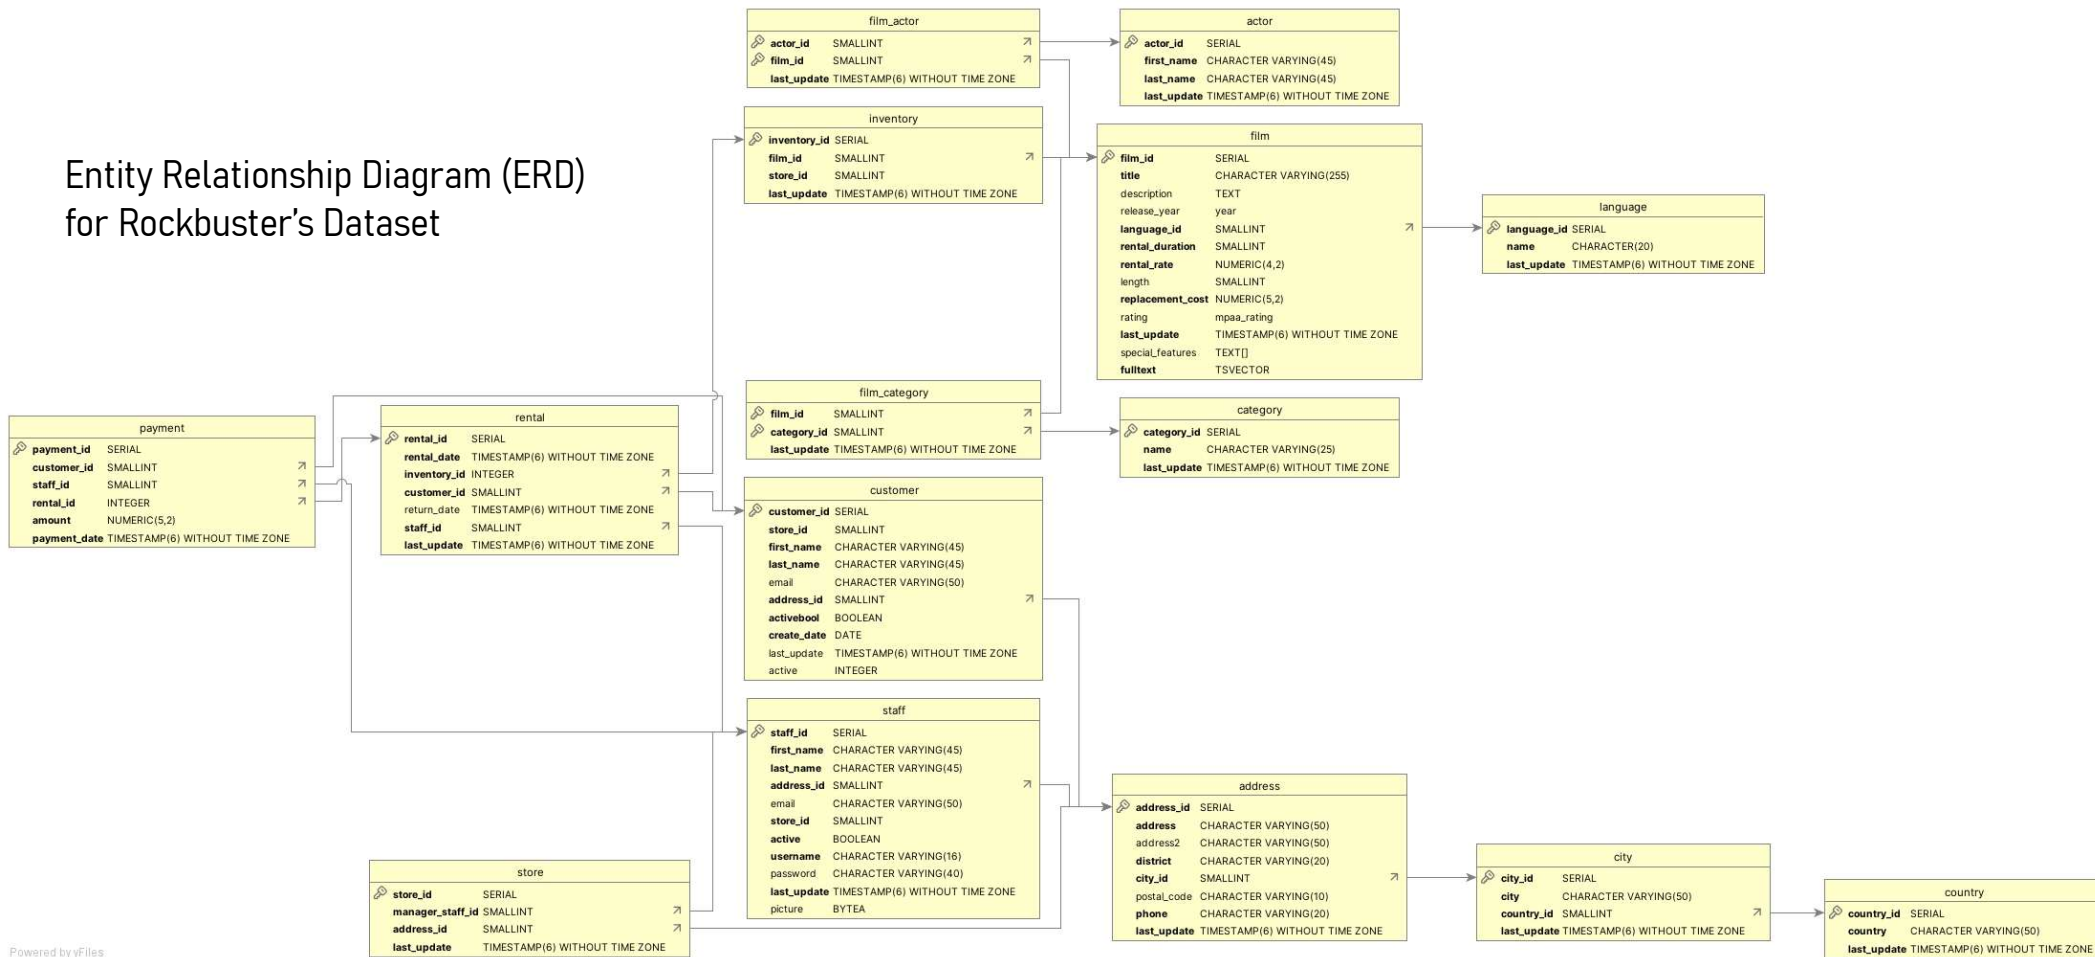 Entity Relationship Diagram (ERD)
for Rockbuster's Dataset
film_actor
actor_id SMALLINT
film_id SMALLINT
last_update TIMESTAMP(6) WITHOUT TIME ZONE
actor
actor_id SERIAL
first_name CHARACTER VARYING(45)
last_name CHARACTER VARYING(45)
last_update TIMESTAMP(6) WITHOUT TIME ZONE
inventory
inventory_id SERIAL
film_id SMALLINT
store_id SMALLINT
last_update TIMESTAMP(6) WITHOUT TIME ZONE
film
film_id SERIAL
title CHARACTER VARYING(255)
description TEXT
release_year year
language_id SMALLINT
rental_duration SMALLINT
rental_rate NUMERIC(4,2)
length SMALLINT
replacement_cost NUMERIC(5,2)
rating mpaa_rating
last_update TIMESTAMP(6) WITHOUT TIME ZONE
special_features TEXT[]
fulltext TSVECTOR
language
language_id SERIAL
name CHARACTER(20)
last_update TIMESTAMP(6) WITHOUT TIME ZONE
film_category
film_id SMALLINT
category_id SMALLINT
last_update TIMESTAMP(6) WITHOUT TIME ZONE
category
category_id SERIAL
name CHARACTER VARYING(25)
last_update TIMESTAMP(6) WITHOUT TIME ZONE
payment
payment_id SERIAL
customer_id SMALLINT
staff_id SMALLINT
rental_id INTEGER
amount NUMERIC(5,2)
payment_date TIMESTAMP(6) WITHOUT TIME ZONE
rental
rental_id SERIAL
rental_date TIMESTAMP(6) WITHOUT TIME ZONE
inventory_id INTEGER
customer_id SMALLINT
return_date TIMESTAMP(6) WITHOUT TIME ZONE
staff_id SMALLINT
last_update TIMESTAMP(6) WITHOUT TIME ZONE
customer
customer_id SERIAL
store_id SMALLINT
first_name CHARACTER VARYING(45)
last_name CHARACTER VARYING(45)
email CHARACTER VARYING(50)
address_id SMALLINT
activebool BOOLEAN
create_date DATE
last_update TIMESTAMP(6) WITHOUT TIME ZONE
active INTEGER
staff
staff_id SERIAL
first_name CHARACTER VARYING(45)
last_name CHARACTER VARYING(45)
address_id SMALLINT
email CHARACTER VARYING(50)
store_id SMALLINT
active BOOLEAN
username CHARACTER VARYING(16)
password CHARACTER VARYING(40)
last_update TIMESTAMP(6) WITHOUT TIME ZONE
picture BYTEA
store
store_id SERIAL
manager_staff_id SMALLINT
address_id SMALLINT
last_update TIMESTAMP(6) WITHOUT TIME ZONE
address
address_id SERIAL
address CHARACTER VARYING(50)
address2 CHARACTER VARYING(50)
district CHARACTER VARYING(20)
city_id SMALLINT
postal_code CHARACTER VARYING(10)
phone CHARACTER VARYING(20)
last_update TIMESTAMP(6) WITHOUT TIME ZONE
city
city_id SERIAL
city CHARACTER VARYING(50)
country_id SMALLINT
last_update TIMESTAMP(6) WITHOUT TIME ZONE
country
country_id SERIAL
country CHARACTER VARYING(50)
last_update TIMESTAMP(6) WITHOUT TIME ZONE
Powered by yFiles